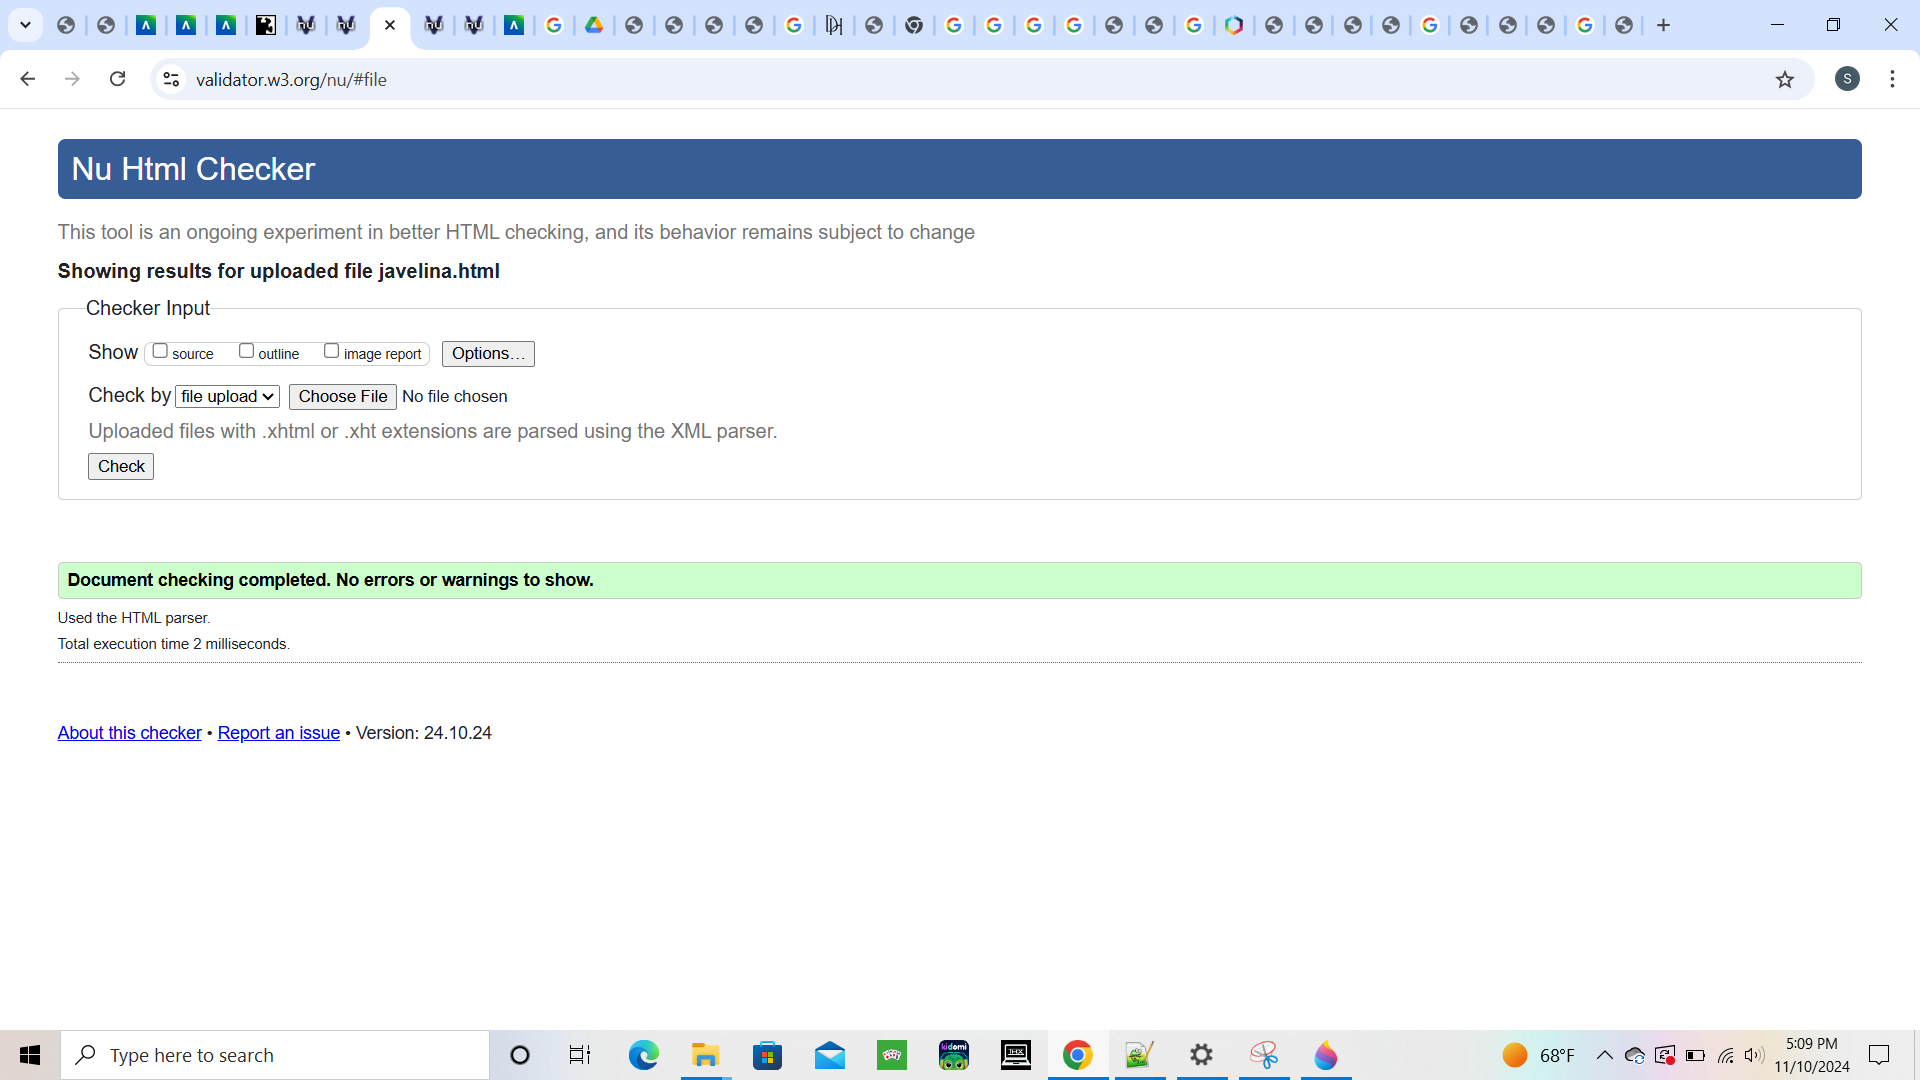 validator.w3.org/nu/#file
S
Nu Html Checker
This tool is an ongoing experiment in better HTML checking, and its behavior remains subject to change
Showing results for uploaded file javelina.html
Checker Input
Show source outline image report Options…
Check by file upload Choose File No file chosen
Uploaded files with .xhtml or .xht extensions are parsed using the XML parser.
Check
Document checking completed. No errors or warnings to show.
Used the HTML parser.
Total execution time 2 milliseconds.
About this checker • Report an issue • Version: 24.10.24
Type here to search
kidomi
68°F
5:09 PM
11/10/2024